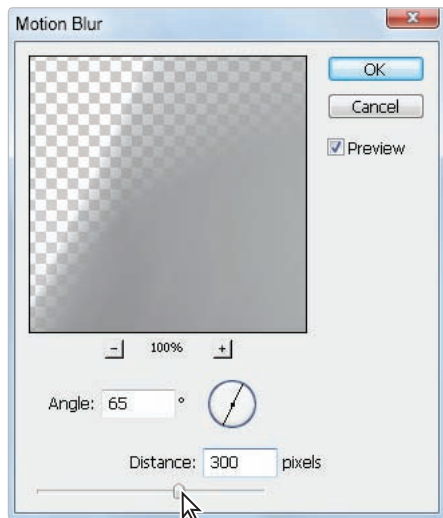 Motion Blur
OK
Cancel
Preview
- 100% +
Angle: 65 °
Distance: 300 pixels